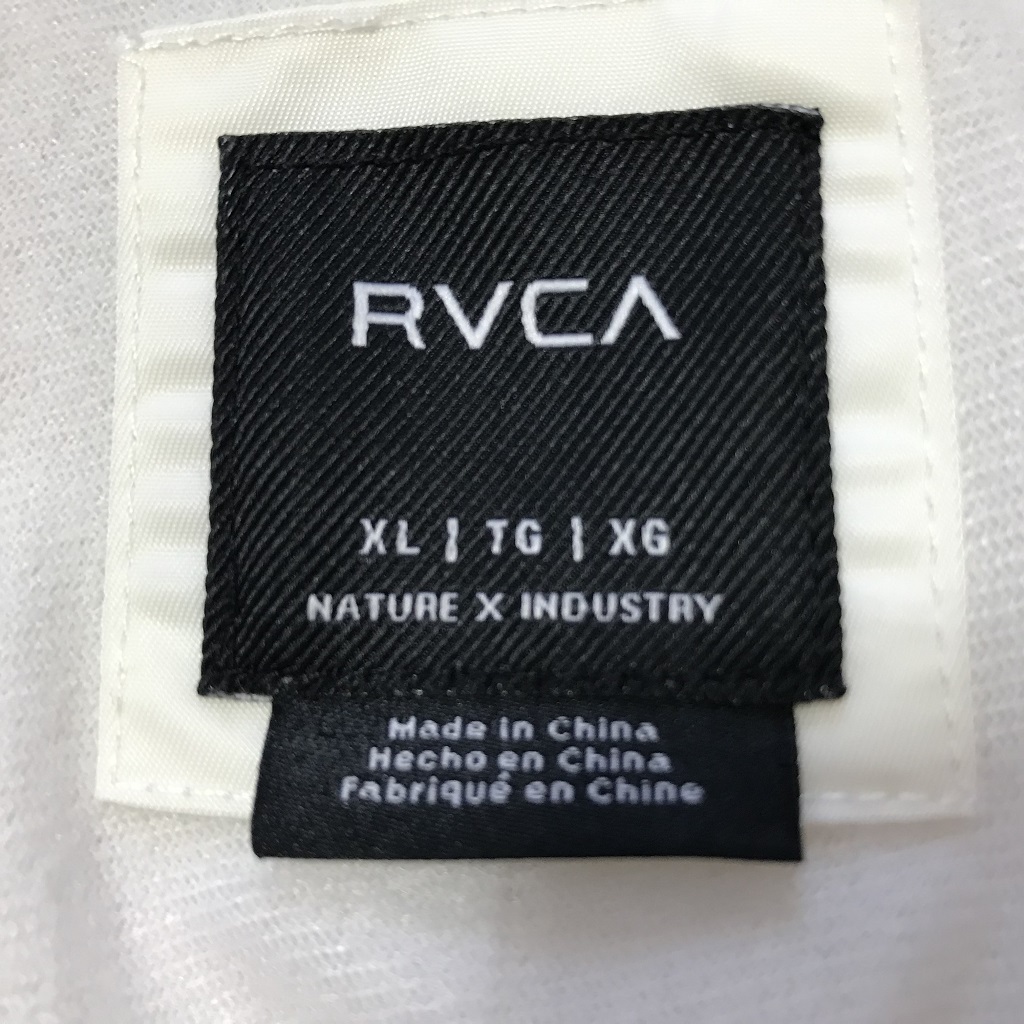 RVCA
XL | TG | XG
NATURE X INDUSTRY
Made in China
Hecho en China
Fabriqué en Chine